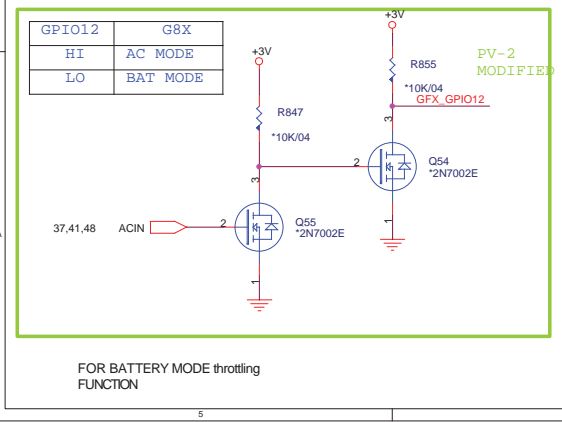 GPIO12 G8X
HI AC MODE
LO BAT MODE
+3V
+3V
R855
*10K/04
PV-2
MODIFIED
GFX_GPIO12
R847
*10K/04
3
2
Q54
*2N7002E
3
1
37,41,48 ACIN
2
Q55
*2N7002E
1
FOR BATTERY MODE throttling
FUNCTION
5